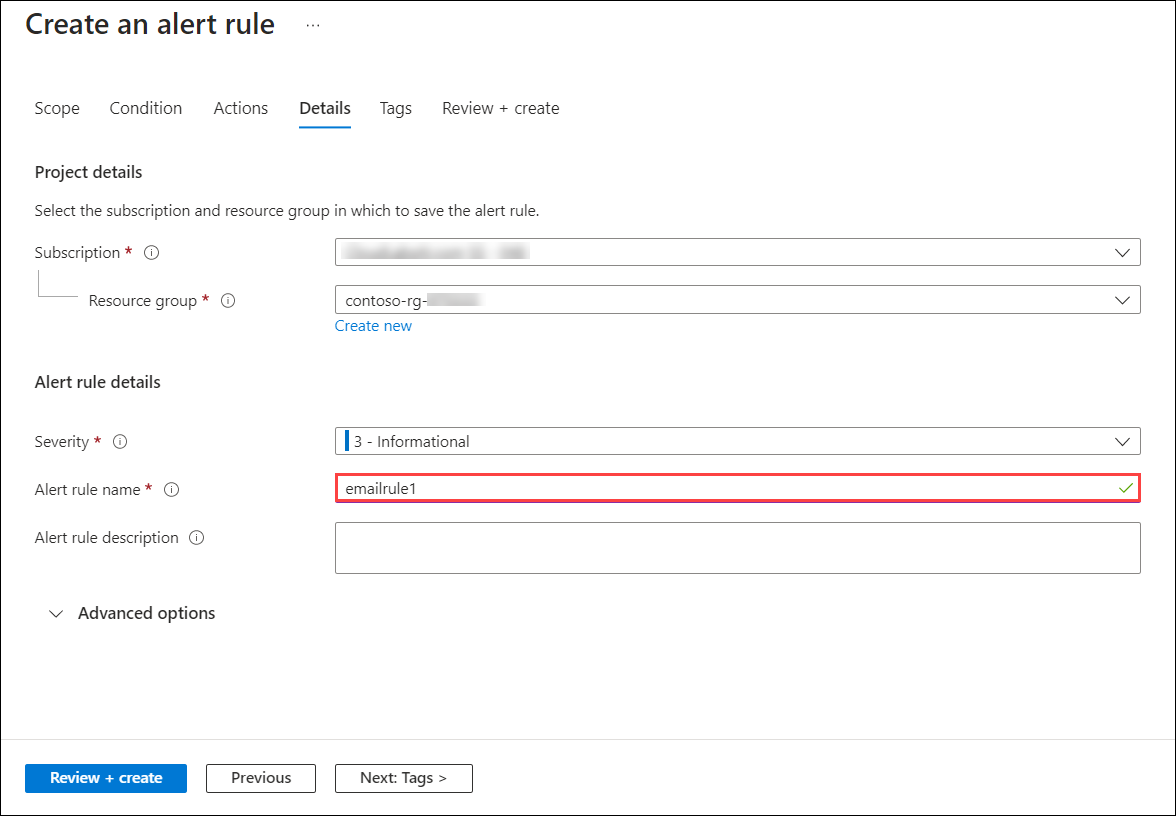 Create an alert rule ...
Scope Condition Actions Details Tags Review + create
Project details
Select the subscription and resource group in which to save the alert rule.
Subscription *
Resource group * contoso-rg-
Create new
Alert rule details
Severity * 3 - Informational
Alert rule name * emailrule1
Alert rule description
Advanced options
Review + create Previous Next: Tags >